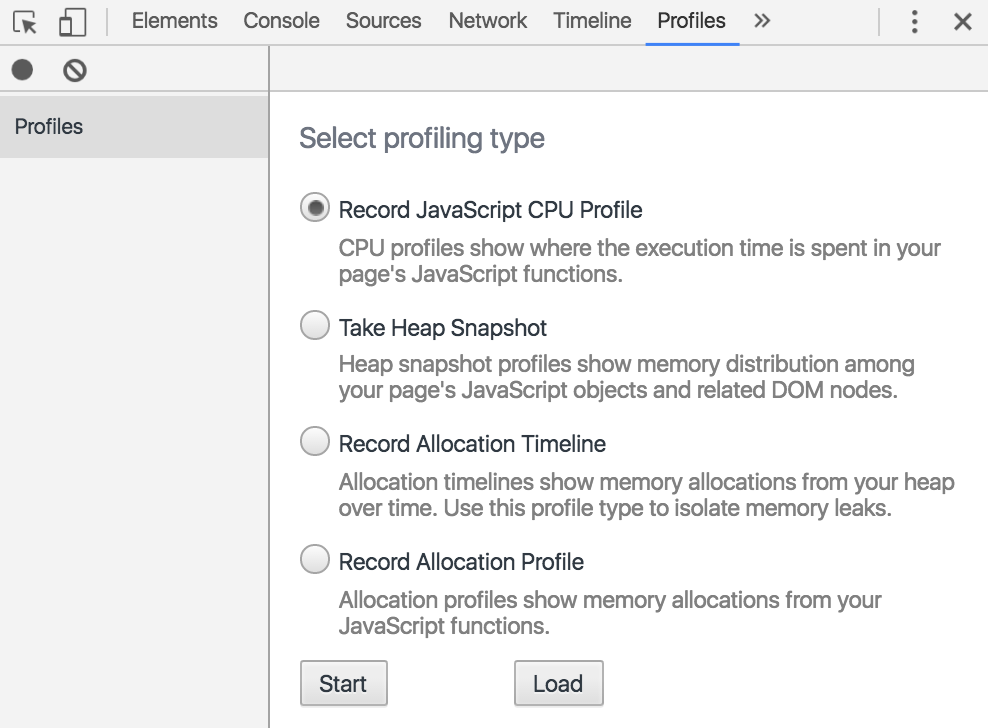 Elements Console Sources Network Timeline Profiles »
Profiles
Select profiling type
Record JavaScript CPU Profile
CPU profiles show where the execution time is spent in your
page's JavaScript functions.
Take Heap Snapshot
Heap snapshot profiles show memory distribution among
your page's JavaScript objects and related DOM nodes.
Record Allocation Timeline
Allocation timelines show memory allocations from your heap
over time. Use this profile type to isolate memory leaks.
Record Allocation Profile
Allocation profiles show memory allocations from your
JavaScript functions.
Start Load